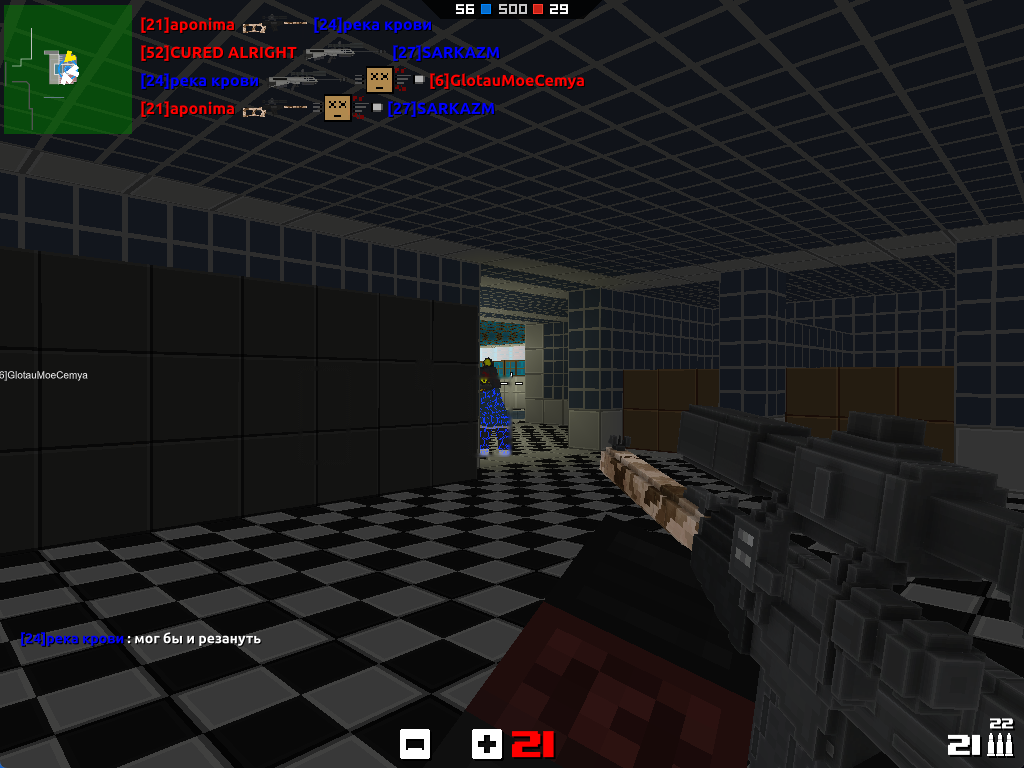 56 500 29
[21]aponima [24]река крови
[52]CURED ALRIGHT [27]SARKAZM
[24]река крови [6]GlotauMoeCemya
[21]aponima [27]SARKAZM
6]GlotauMoeCemya
[24]река крови : мог бы и резануть
22
21 21